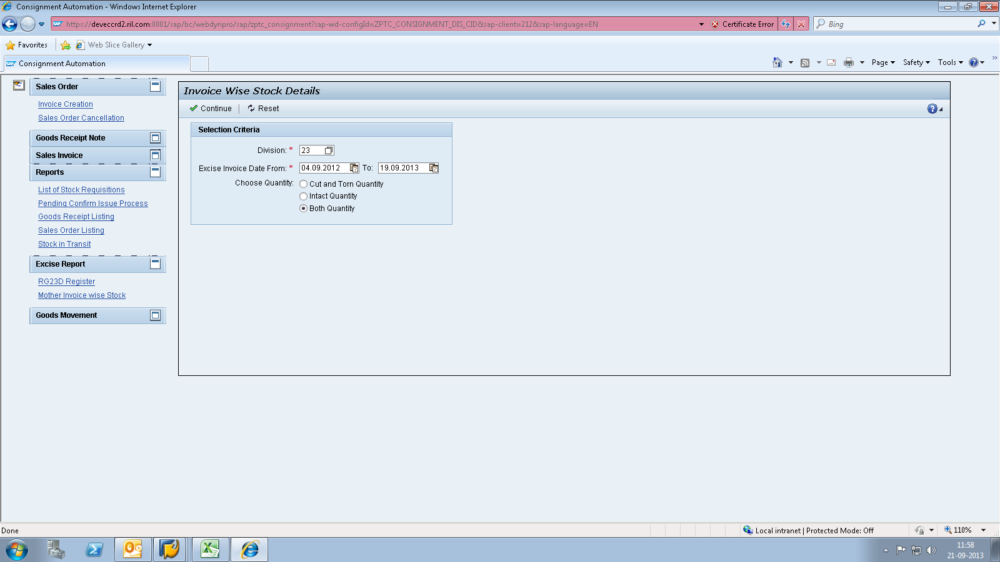 Consignment Automation - Windows Internet Explorer
https://deveccrd2.ril.com:8001/sap/bc/webdynpro/sap/zptc_consignment?sap-wd-configId=ZPTC_CONSIGNMENT_DIS_CID&sap-client=212&sap-language=EN
Certificate Error
Bing
Favorites
Web Slice Gallery
SAP Consignment Automation
Page
Safety
Tools
Sales Order
Invoice Creation
Sales Order Cancellation
Goods Receipt Note
Sales Invoice
Reports
List of Stock Requisitions
Pending Confirm Issue Process
Goods Receipt Listing
Sales Order Listing
Stock in Transit
Excise Report
RG23D Register
Mother Invoice wise Stock
Goods Movement
Invoice Wise Stock Details
Continue
Reset
Selection Criteria
Division: * 23
Excise Invoice Date From: * 04.09.2012 To: 19.09.2013
Choose Quantity:
Cut and Torn Quantity
Intact Quantity
Both Quantity
Done
Local intranet | Protected Mode: Off
110%
11:58
21-09-2013